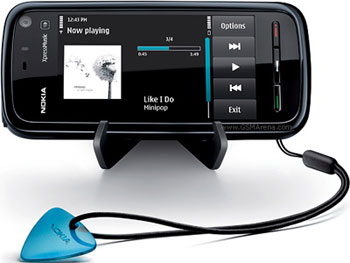 12:43 PM
Now playing
3/4
0:45
1:49
Like I Do
Minipop
Options
Exit
XpressMusic
NOKIA
www.GSMArena.com
NOKIA